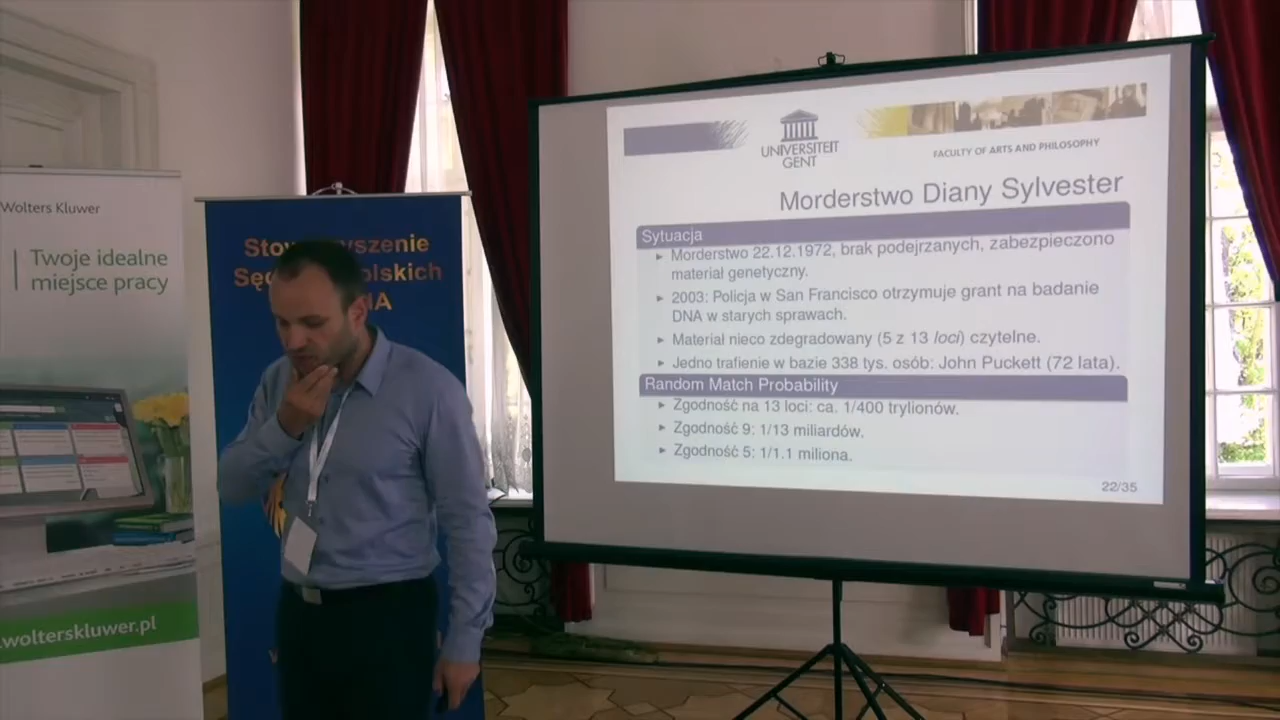 Wolters Kluwer
Twoje idealne
miejsce pracy
wolterskluwer.pl
UNIVERSITEIT
GENT
FACULTY OF ARTS AND PHILOSOPHY
Morderstwo Diany Sylvester
Sytuacja
► Morderstwo 22.12.1972, brak podejrzanych, zabezpieczono
materiał genetyczny.
► 2003: Policja w San Francisco otrzymuje grant na badanie
DNA w starych sprawach.
► Materiał nieco zdegradowany (5 z 13 loci) czytelne.
► Jedno trafienie w bazie 338 tys. osób: John Puckett (72 lata).
Random Match Probability
► Zgodność na 13 loci: ca. 1/400 trylionów.
► Zgodność 9: 1/13 miliardów.
► Zgodność 5: 1/1.1 miliona.
22/35